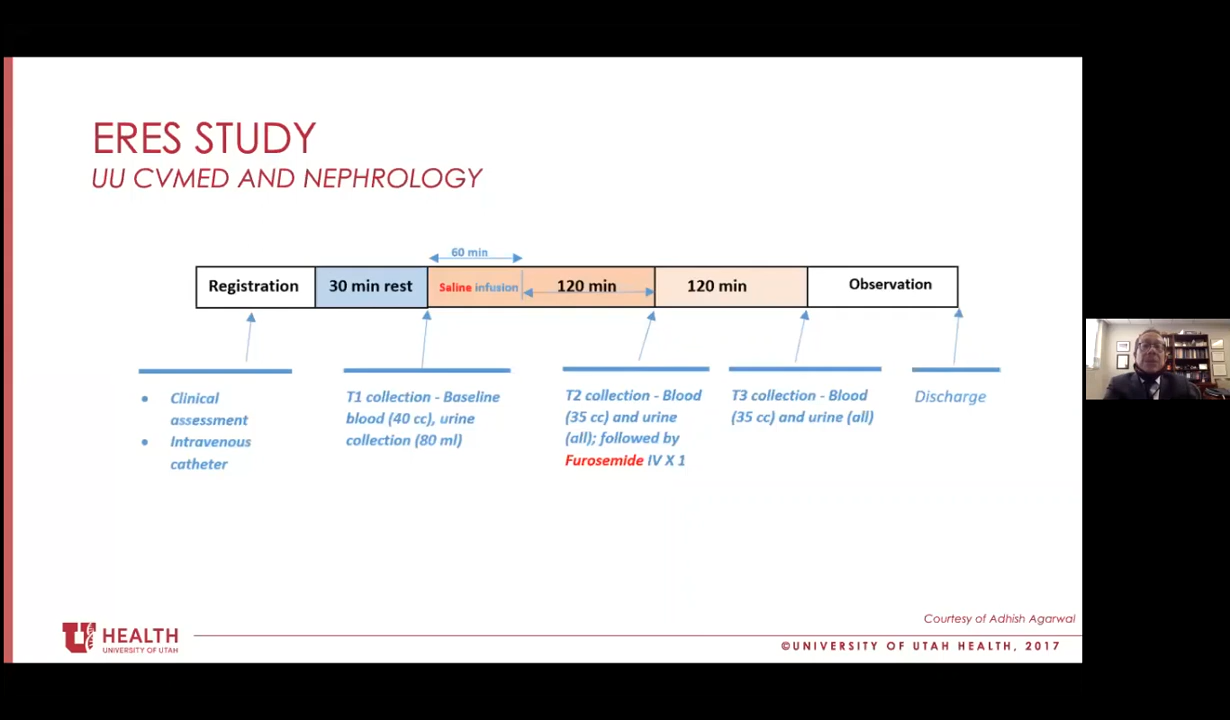 ERES STUDY
UU CVMED AND NEPHROLOGY
60 min
Registration
30 min rest
Saline infusion
120 min
120 min
Observation
• Clinical
assessment
• Intravenous
catheter
T1 collection - Baseline
blood (40 cc), urine
collection (80 ml)
T2 collection - Blood
(35 cc) and urine
(all); followed by
Furosemide IV X 1
T3 collection - Blood
(35 cc) and urine (all)
Discharge
Courtesy of Adhish Agarwal
U HEALTH
UNIVERSITY OF UTAH
©UNIVERSITY OF UTAH HEALTH, 2017